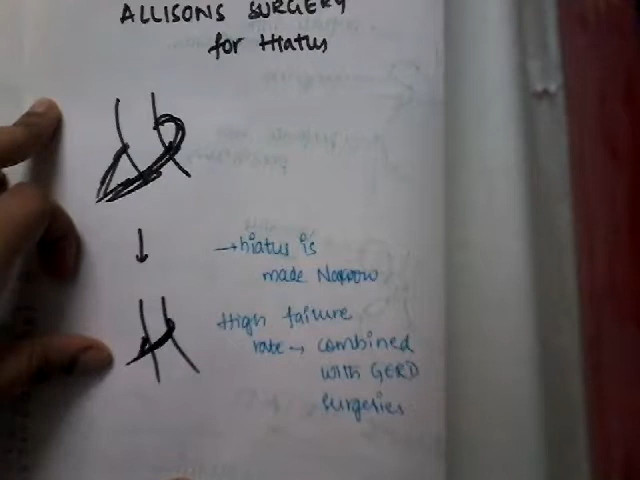 ALLISONS SURGERY
for Hiatus
→ hiatus is
made Narrow
High failure
rate → combined
with GERD
surgeries